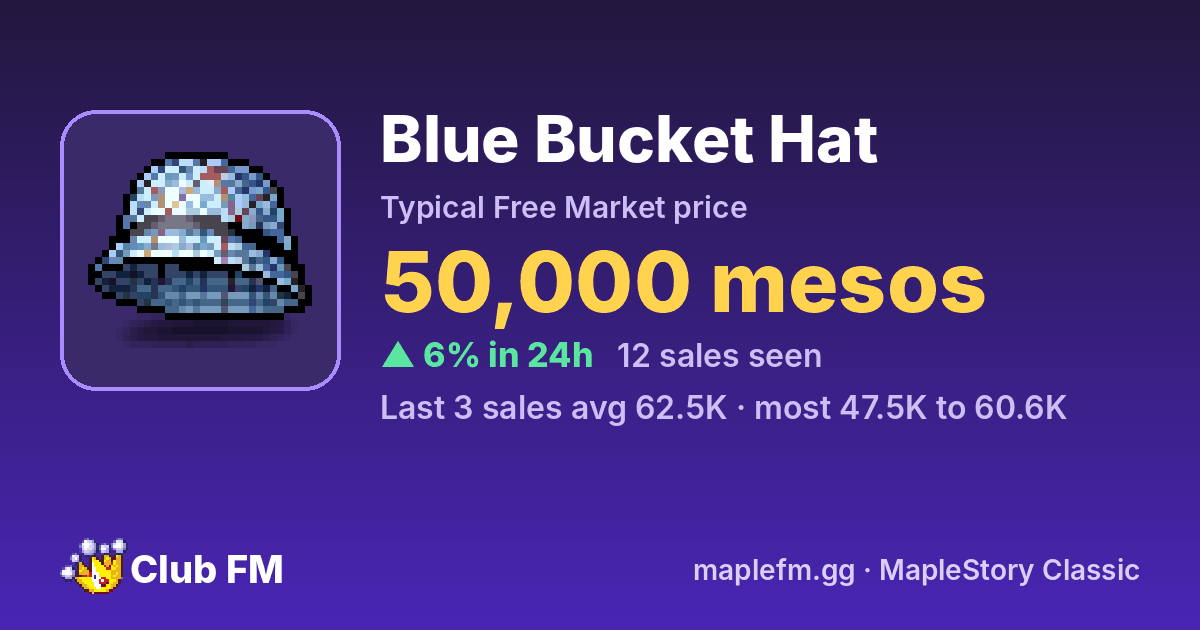 Blue Bucket Hat
Typical Free Market price
50,000 mesos
▲ 6% in 24h 12 sales seen
Last 3 sales avg 62.5K · most 47.5K to 60.6K
Club FM
maplefm.gg · MapleStory Classic